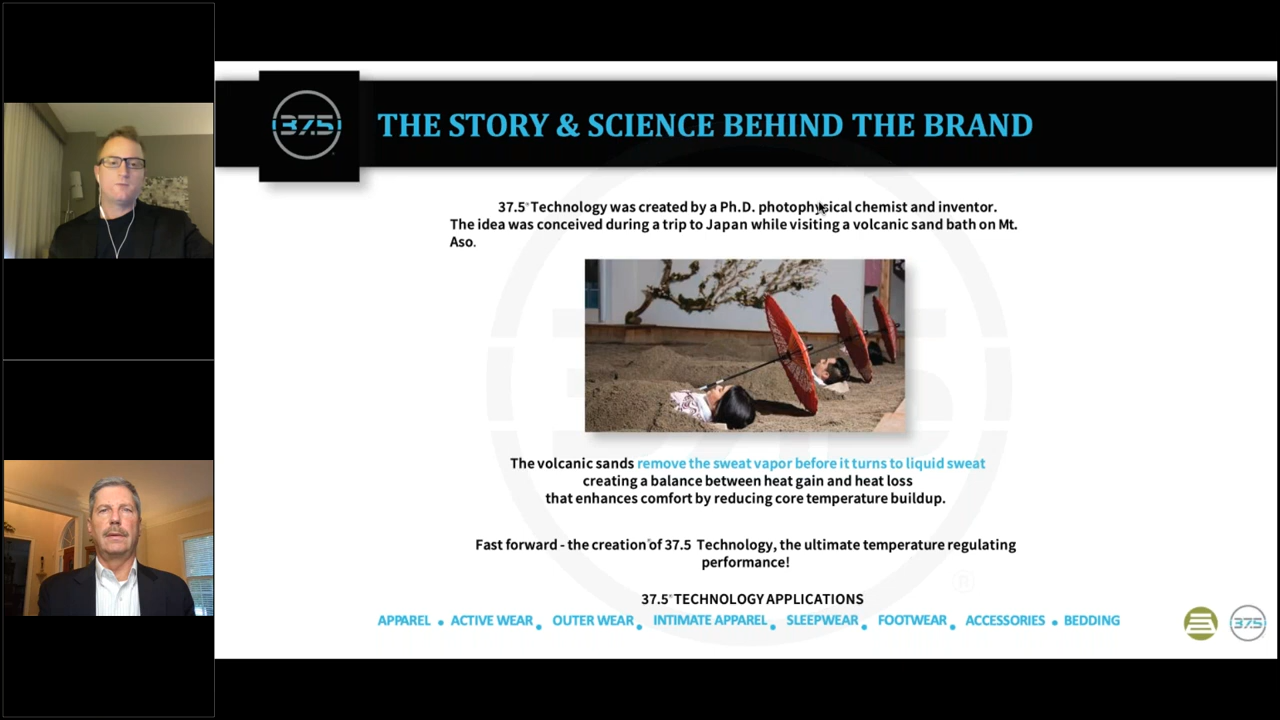 37.5
THE STORY & SCIENCE BEHIND THE BRAND
37.5® Technology was created by a Ph.D. photophysical chemist and inventor.
The idea was conceived during a trip to Japan while visiting a volcanic sand bath on Mt.
Aso.
The volcanic sands remove the sweat vapor before it turns to liquid sweat
creating a balance between heat gain and heat loss
that enhances comfort by reducing core temperature buildup.
Fast forward - the creation of 37.5® Technology, the ultimate temperature regulating
performance!
37.5® TECHNOLOGY APPLICATIONS
APPAREL • ACTIVE WEAR • OUTER WEAR • INTIMATE APPAREL • SLEEPWEAR • FOOTWEAR • ACCESSORIES • BEDDING
37.5